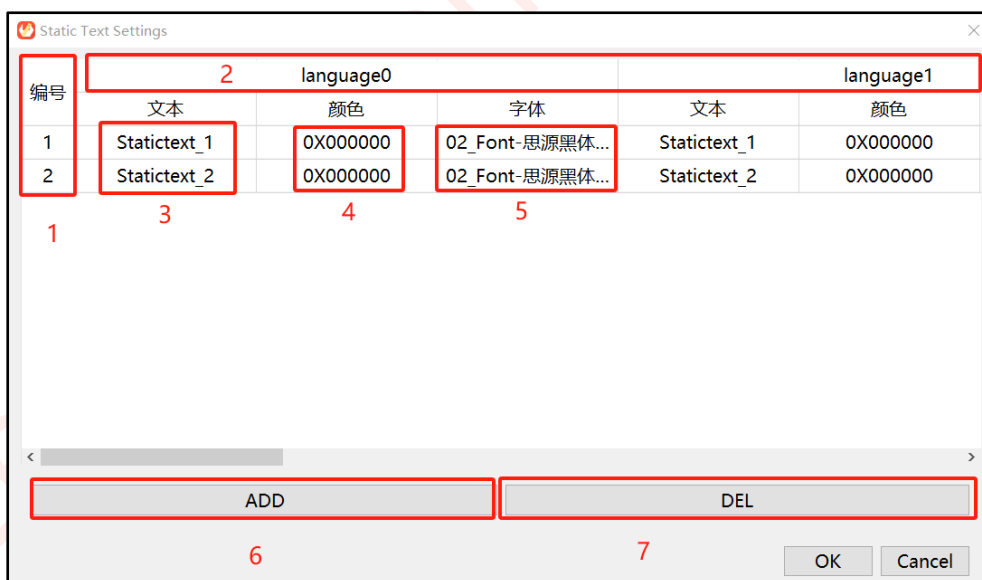 Static Text Settings
编号 2 language0 language1
文本 颜色 字体 文本 颜色
1 Statictext_1 0X000000 02_Font-思源黑体... Statictext_1 0X000000
2 Statictext_2 0X000000 02_Font-思源黑体... Statictext_2 0X000000
1 3 4 5
ADD DEL
6 7
OK Cancel